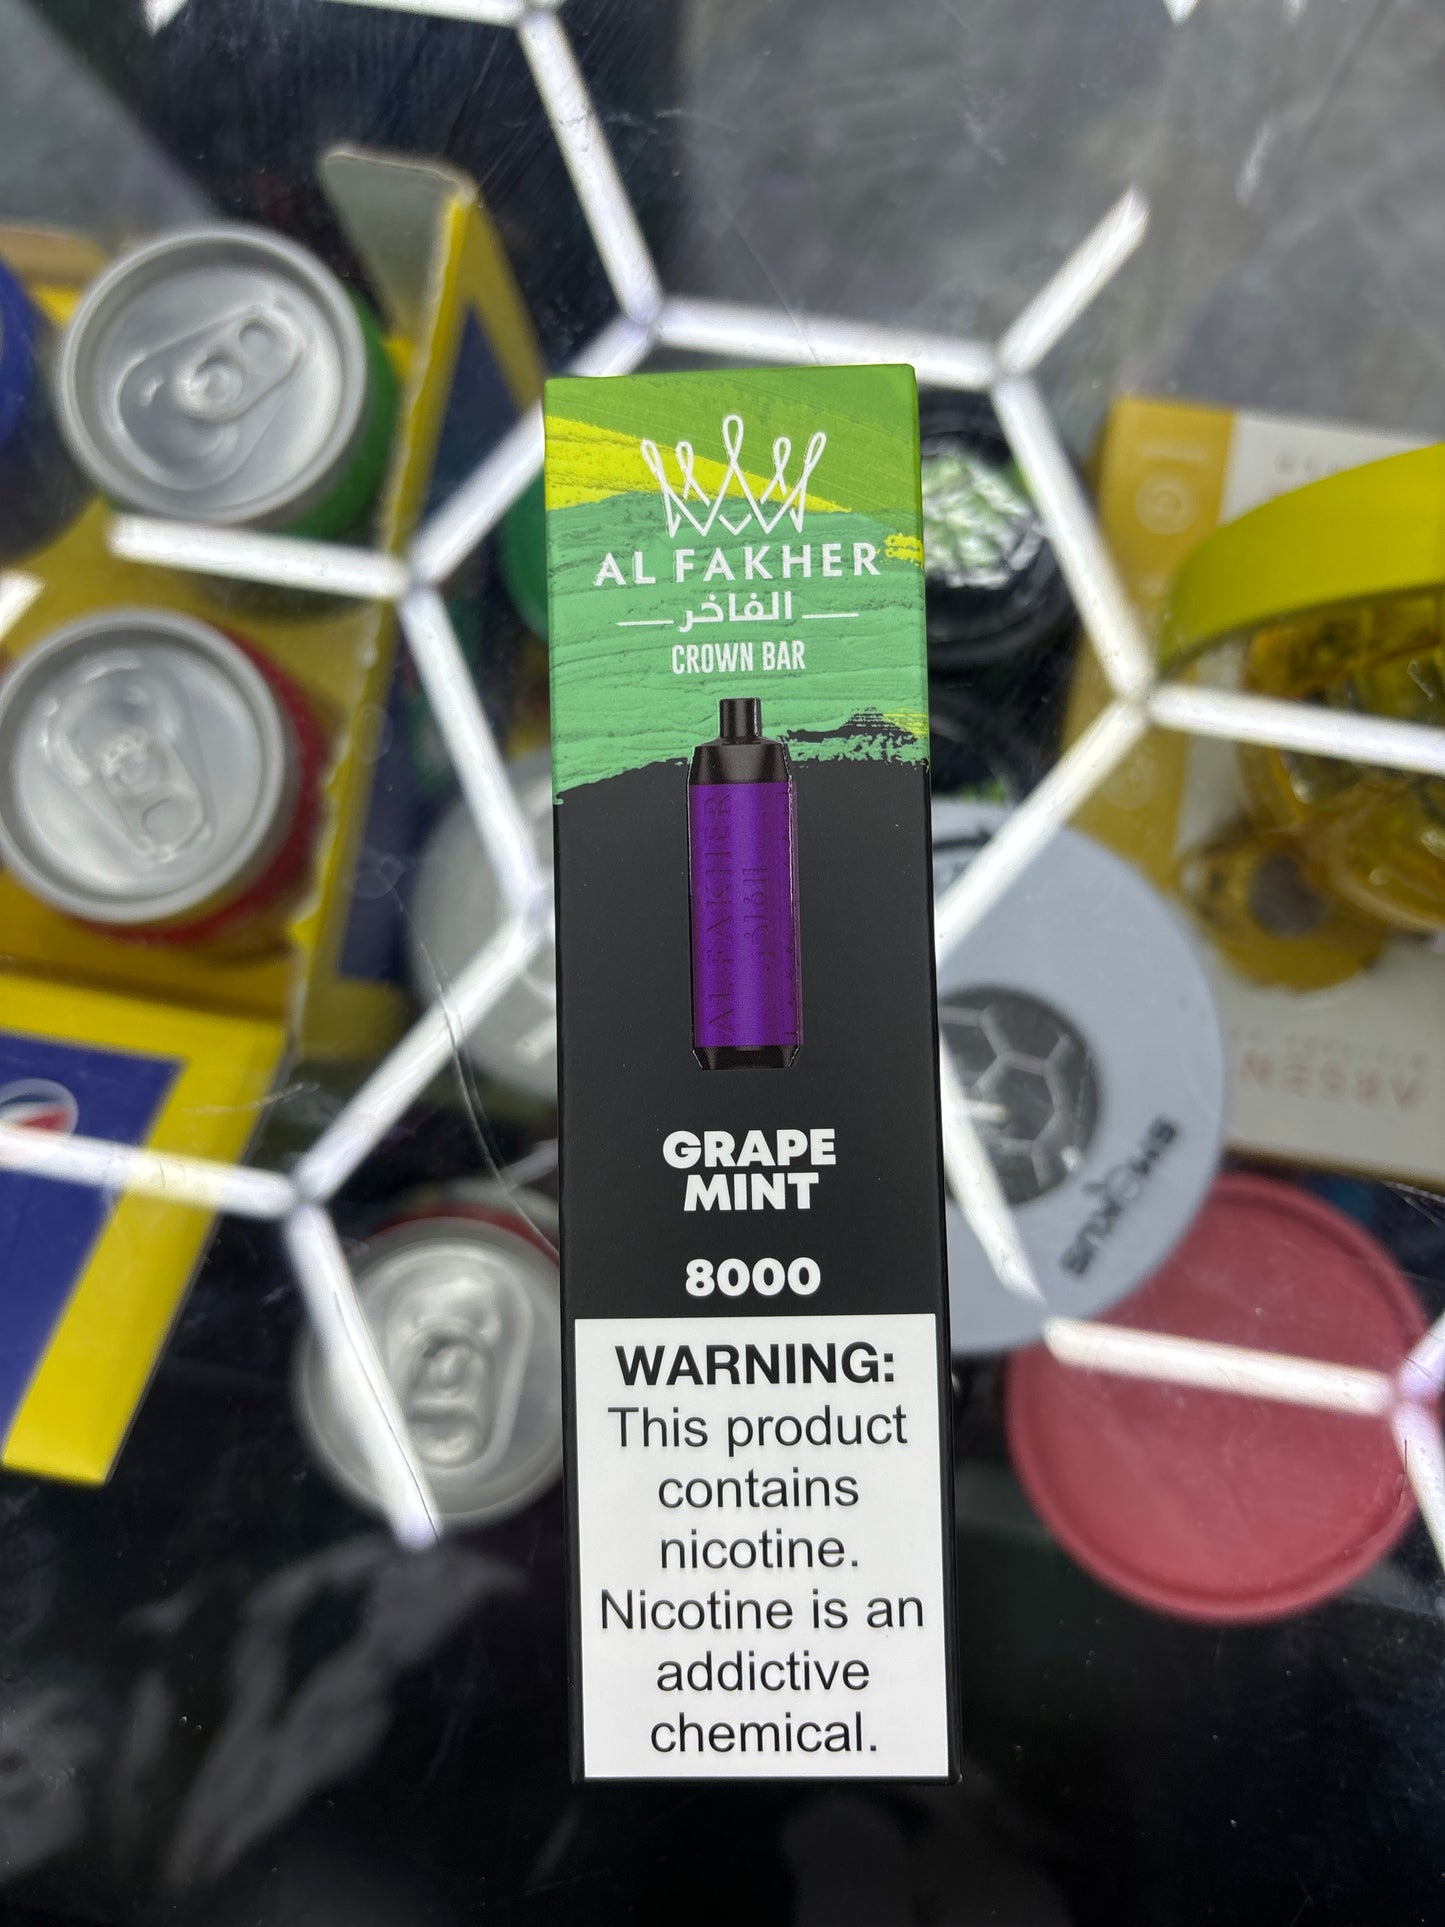 AL FAKHER
الفاخر
CROWN BAR
AL FAKHER
الفاخر
GRAPE
MINT
8000
WARNING:
This product
contains
nicotine.
Nicotine is an
addictive
chemical.